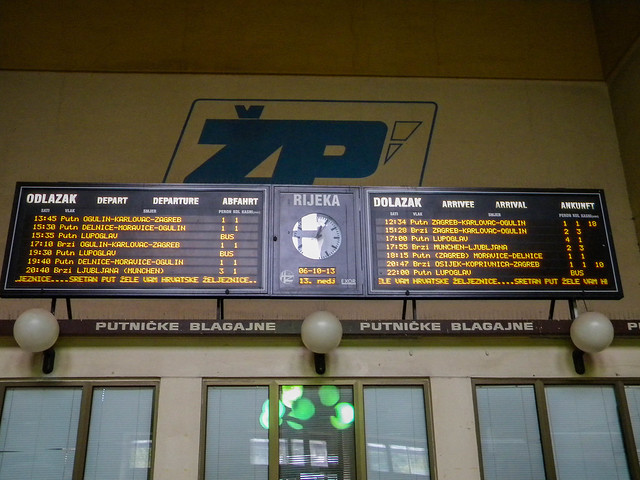 ŽP
ODLAZAK DEPART DEPARTURE ABFAHRT
13:45 Putn OGULIN-KARLOVAC-ZAGREB 1 1
15:30 Putn DELNICE-MORAVICE-OGULIN 1 1
15:35 Putn LUPOGLAV BUS
17:10 Brzi OGULIN-KARLOVAC-ZAGREB 1 1
19:30 Putn LUPOGLAV BUS
19:40 Putn DELNICE-MORAVICE-OGULIN 1 1
20:40 Brzi LJUBLJANA (MUNCHEN) 3 1
JEZNICE....SRETAN PUT ŽELE VAM HRVATSKE ŽELJEZNICE..
RIJEKA
06-10-13
13. nedj
DOLAZAK ARRIVEE ARRIVAL ANKUNFT
12:34 Putn ZAGREB-KARLOVAC-OGULIN 1 1 18
15:28 Brzi ZAGREB-KARLOVAC-OGULIN 2 3
17:00 Putn LUPOGLAV 4 1
17:55 Brzi MUNCHEN-LJUBLJANA 2 3
18:15 Putn (ZAGREB) MORAVICE-DELNICE 1 1
20:47 Brzi OSIJEK-KOPRIVNICA-ZAGREB 1 1 10
22:00 Putn LUPOGLAV BUS
ELE VAM HRVATSKE ŽELJEZNICE....SRETAN PUT ŽELE VAM H
PUTNIČKE BLAGAJNE PUTNIČKE BLAGAJNE P